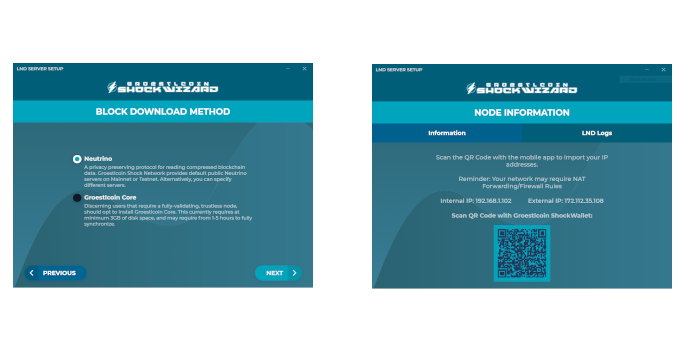 LND SERVER SETUP
GROESTLCOIN
SHOCKWIZARD
BLOCK DOWNLOAD METHOD
Neutrino
A privacy preserving protocol for reading compressed blockchain
data. Groestlcoin Shock Network provides default public Neutrino
servers on Mainnet or Testnet. Alternatively, you can specify
different servers.
Groestlcoin Core
Discerning users that require a fully-validating, trustless node,
should opt to install Groestlcoin Core. This currently requires at
minimum 3GB of disk space, and may require from 1-5 hours to fully
synchronize.
PREVIOUS
NEXT
LND SERVER SETUP
GROESTLCOIN
SHOCKWIZARD
NODE INFORMATION
Information
LND Logs
Scan the QR Code with the mobile app to import your IP
addresses.
Reminder: Your network may require NAT
Forwarding/Firewall Rules
Internal IP: 192.168.1.102 External IP: 172.112.35.108
Scan QR Code with Groestlcoin ShockWallet: